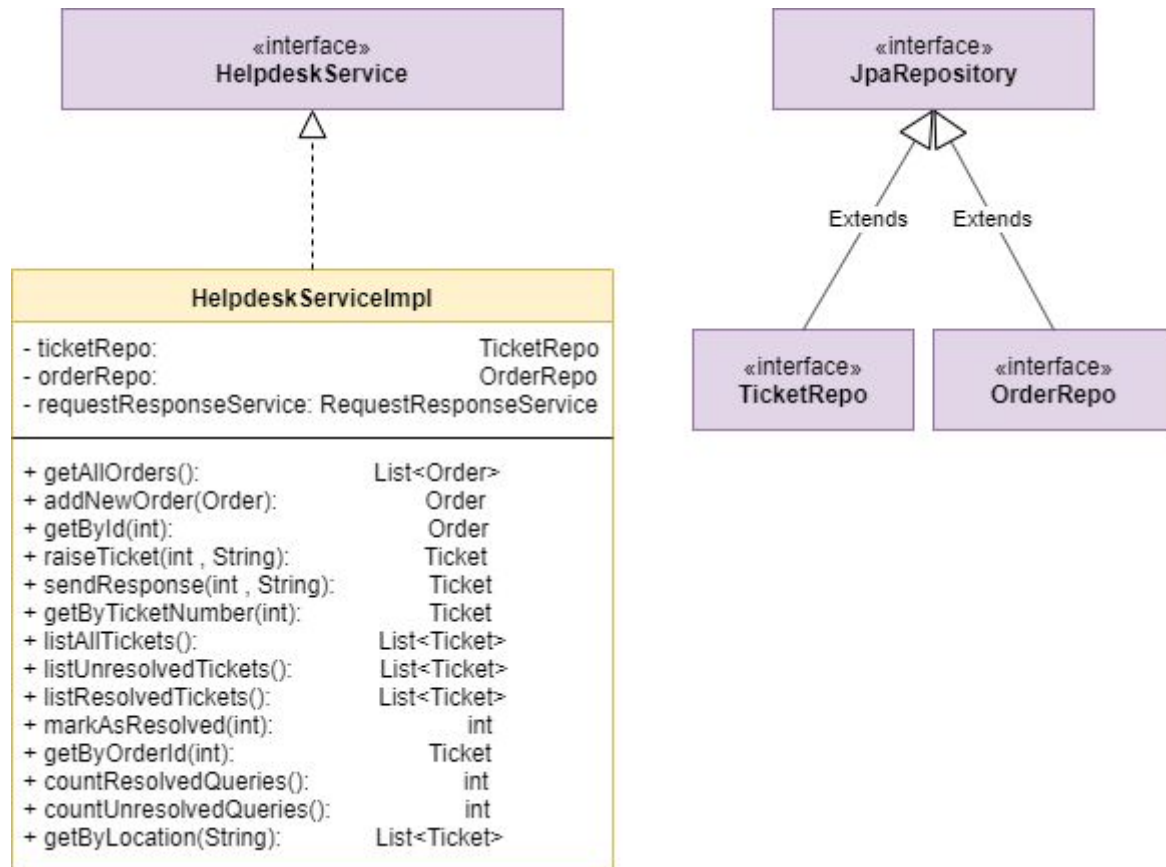 «interface»
HelpdeskService
«interface»
JpaRepository
Extends
Extends
HelpdeskServiceImpl
- ticketRepo: TicketRepo
- orderRepo: OrderRepo
- requestResponseService: RequestResponseService
«interface»
TicketRepo
«interface»
OrderRepo
+ getAllOrders(): List<Order>
+ addNewOrder(Order): Order
+ getById(int): Order
+ raiseTicket(int , String): Ticket
+ sendResponse(int , String): Ticket
+ getByTicketNumber(int): Ticket
+ listAllTickets(): List<Ticket>
+ listUnresolvedTickets(): List<Ticket>
+ listResolvedTickets(): List<Ticket>
+ markAsResolved(int): int
+ getByOrderId(int): Ticket
+ countResolvedQueries(): int
+ countUnresolvedQueries(): int
+ getByLocation(String): List<Ticket>